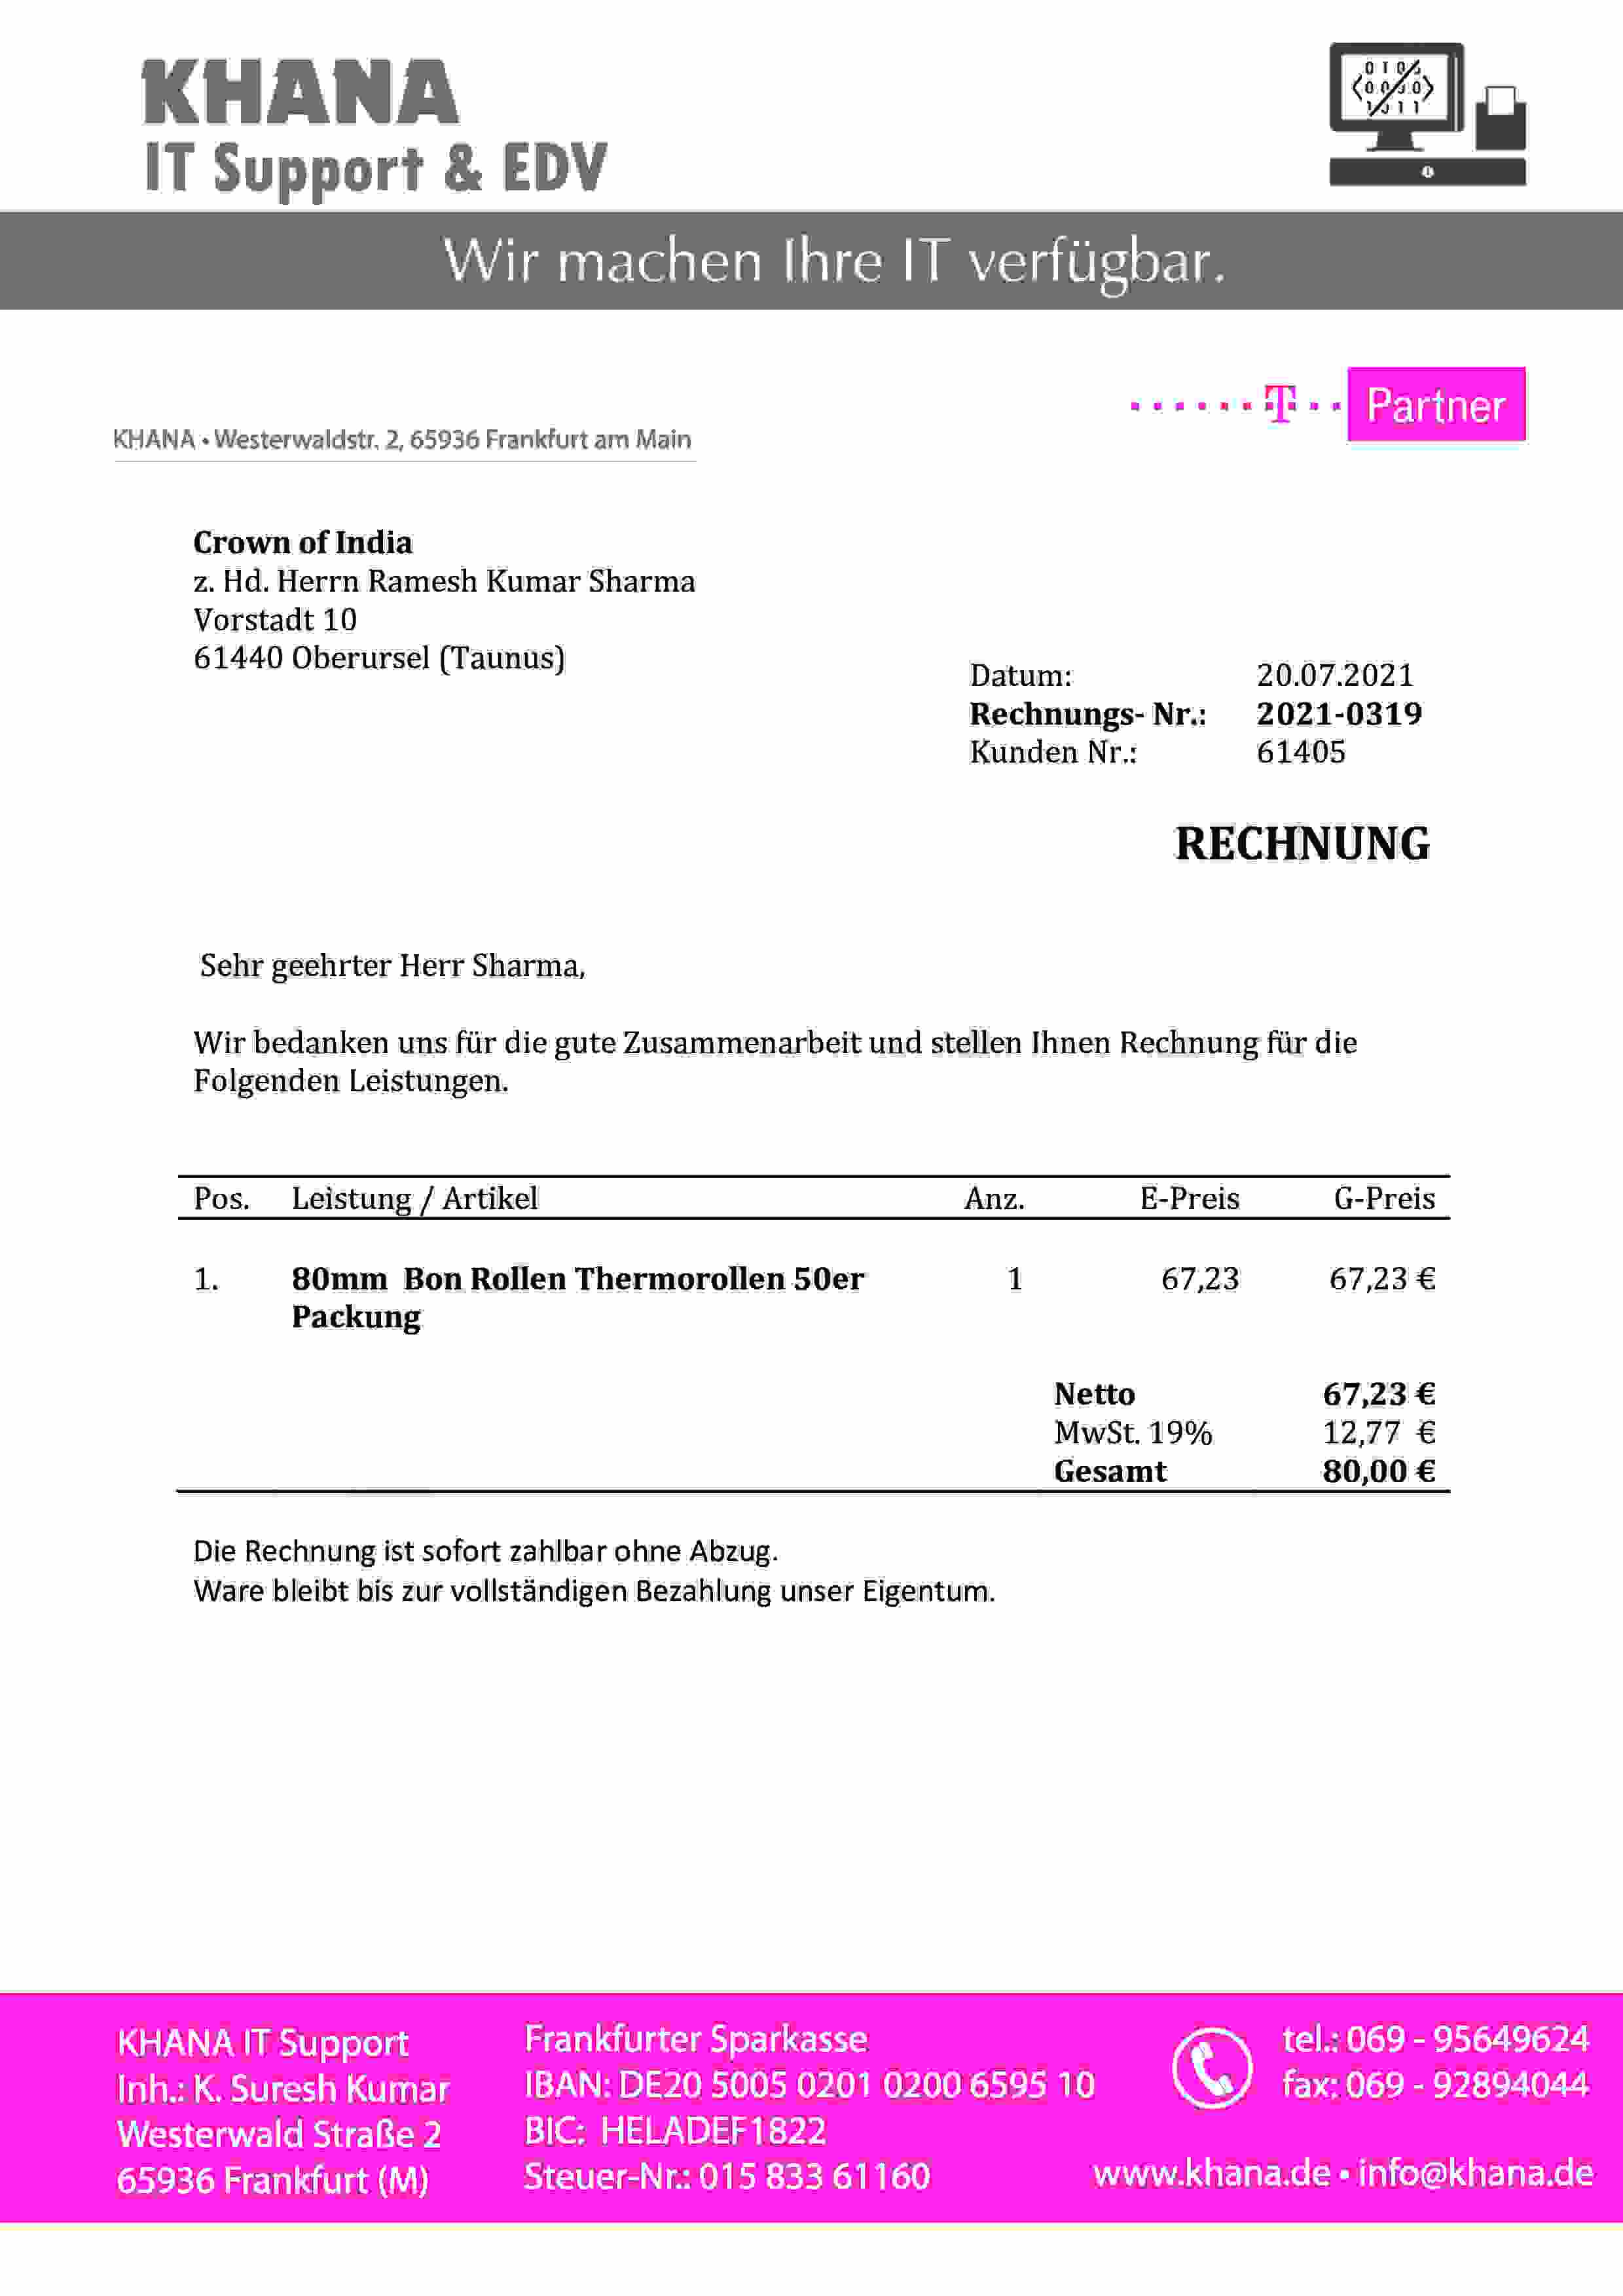 KHANA
IT Support & EDV
Wir machen Ihre IT verfügbar.
T Partner
KHANA • Westerwaldstr. 2, 65936 Frankfurt am Main
Crown of India
z. Hd. Herrn Ramesh Kumar Sharma
Vorstadt 10
61440 Oberursel (Taunus)
Datum: 20.07.2021
Rechnungs- Nr.: 2021-0319
Kunden Nr.: 61405
RECHNUNG
Sehr geehrter Herr Sharma,
Wir bedanken uns für die gute Zusammenarbeit und stellen Ihnen Rechnung für die
Folgenden Leistungen.
Pos. Leistung / Artikel Anz. E-Preis G-Preis
1. 80mm Bon Rollen Thermorollen 50er 1 67,23 67,23 €
Packung
Netto 67,23 €
MwSt. 19% 12,77 €
Gesamt 80,00 €
Die Rechnung ist sofort zahlbar ohne Abzug.
Ware bleibt bis zur vollständigen Bezahlung unser Eigentum.
KHANA IT Support
Inh.: K. Suresh Kumar
Westerwald Straße 2
65936 Frankfurt (M)
Frankfurter Sparkasse
IBAN: DE20 5005 0201 0200 6595 10
BIC: HELADEF1822
Steuer-Nr.: 015 833 61160
tel.: 069 - 95649624
fax: 069 - 92894044
www.khana.de • info@khana.de